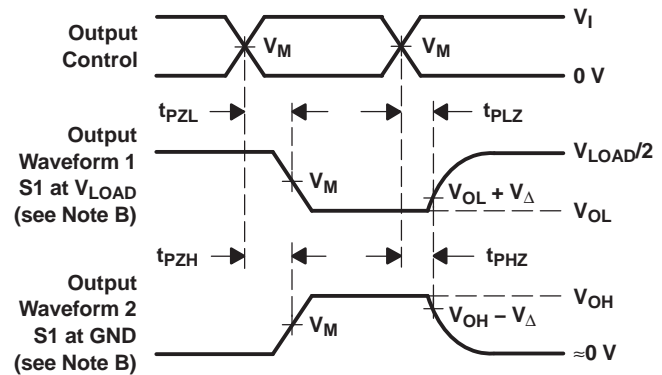 Output
Control
V_M
V_M
V_I
0 V
t_PZL
t_PLZ
Output
Waveform 1
S1 at V_LOAD
(see Note B)
V_M
V_LOAD/2
V_OL + V_Δ
V_OL
t_PZH
t_PHZ
Output
Waveform 2
S1 at GND
(see Note B)
V_M
V_OH
V_OH − V_Δ
≈0 V